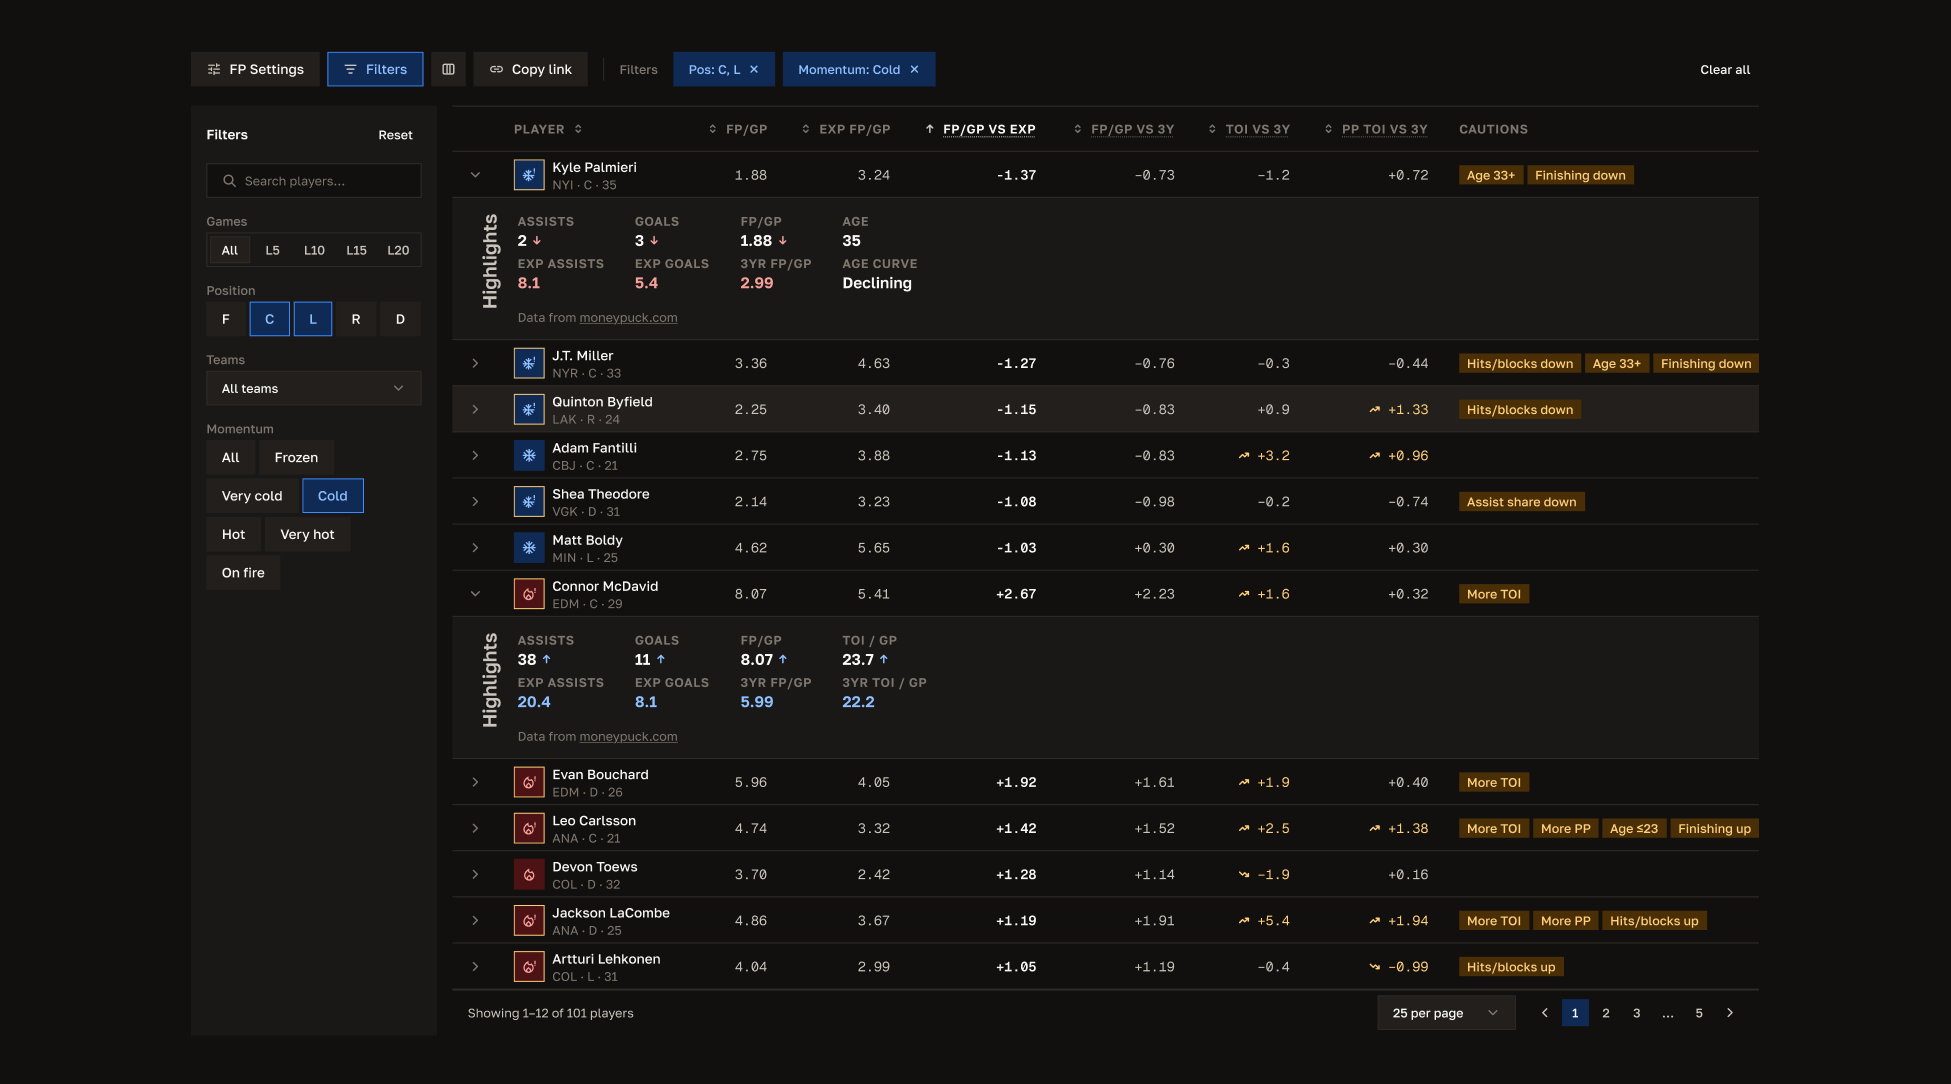 FP Settings
Filters
Copy link
Filters
Pos: C, L ×
Momentum: Cold ×
Clear all
Filters
Reset
Search players...
Games
All L5 L10 L15 L20
Position
F C L R D
Teams
All teams
Momentum
All Frozen
Very cold Cold
Hot Very hot
On fire
PLAYER FP/GP EXP FP/GP FP/GP VS EXP FP/GP VS 3Y TOI VS 3Y PP TOI VS 3Y CAUTIONS
Kyle Palmieri
NYI · C · 35
1.88 3.24 -1.37 −0.73 −1.2 +0.72 Age 33+ Finishing down
Highlights
ASSISTS GOALS FP/GP AGE
2 ↓ 3 ↓ 1.88 ↓ 35
EXP ASSISTS EXP GOALS 3YR FP/GP AGE CURVE
8.1 5.4 2.99 Declining
Data from moneypuck.com
J.T. Miller
NYR · C · 33
3.36 4.63 -1.27 −0.76 −0.3 −0.44 Hits/blocks down Age 33+ Finishing down
Quinton Byfield
LAK · R · 24
2.25 3.40 -1.15 −0.83 +0.9 +1.33 Hits/blocks down
Adam Fantilli
CBJ · C · 21
2.75 3.88 -1.13 −0.83 +3.2 +0.96
Shea Theodore
VGK · D · 31
2.14 3.23 -1.08 −0.98 −0.2 −0.74 Assist share down
Matt Boldy
MIN · L · 25
4.62 5.65 -1.03 +0.30 +1.6 +0.30
Connor McDavid
EDM · C · 29
8.07 5.41 +2.67 +2.23 +1.6 +0.32 More TOI
Highlights
ASSISTS GOALS FP/GP TOI / GP
38 ↑ 11 ↑ 8.07 ↑ 23.7 ↑
EXP ASSISTS EXP GOALS 3YR FP/GP 3YR TOI / GP
20.4 8.1 5.99 22.2
Data from moneypuck.com
Evan Bouchard
EDM · D · 26
5.96 4.05 +1.92 +1.61 +1.9 +0.40 More TOI
Leo Carlsson
ANA · C · 21
4.74 3.32 +1.42 +1.52 +2.5 +1.38 More TOI More PP Age ≤23 Finishing up
Devon Toews
COL · D · 32
3.70 2.42 +1.28 +1.14 −1.9 +0.16
Jackson LaCombe
ANA · D · 25
4.86 3.67 +1.19 +1.91 +5.4 +1.94 More TOI More PP Hits/blocks up
Artturi Lehkonen
COL · L · 31
4.04 2.99 +1.05 +1.19 −0.4 −0.99 Hits/blocks up
Showing 1–12 of 101 players
25 per page
1 2 3 ... 5